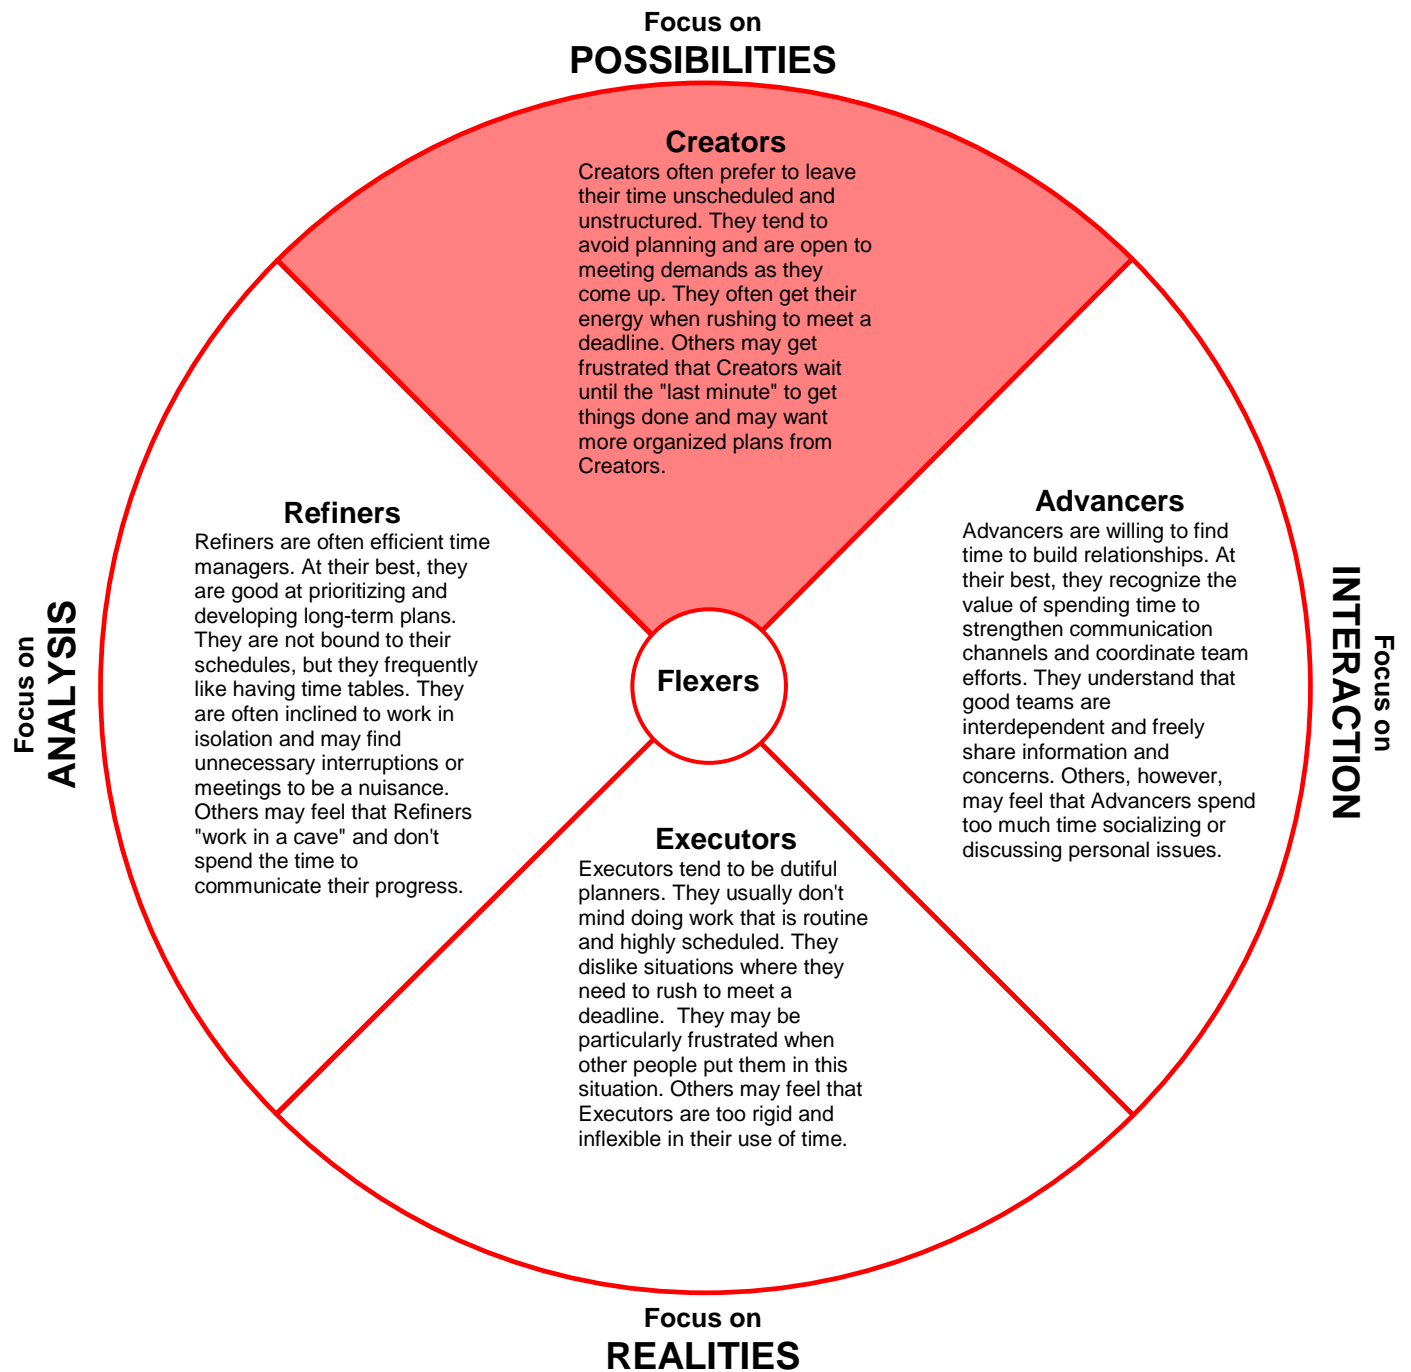 Focus on
POSSIBILITIES
Creators
Creators often prefer to leave
their time unscheduled and
unstructured. They tend to
avoid planning and are open to
meeting demands as they
come up. They often get their
energy when rushing to meet a
deadline. Others may get
frustrated that Creators wait
until the "last minute" to get
things done and may want
more organized plans from
Creators.
Focus on
ANALYSIS
Refiners
Refiners are often efficient time
managers. At their best, they
are good at prioritizing and
developing long-term plans.
They are not bound to their
schedules, but they frequently
like having time tables. They
are often inclined to work in
isolation and may find
unnecessary interruptions or
meetings to be a nuisance.
Others may feel that Refiners
"work in a cave" and don't
spend the time to
communicate their progress.
Flexers
Advancers
Advancers are willing to find
time to build relationships. At
their best, they recognize the
value of spending time to
strengthen communication
channels and coordinate team
efforts. They understand that
good teams are
interdependent and freely
share information and
concerns. Others, however,
may feel that Advancers spend
too much time socializing or
discussing personal issues.
Focus on
INTERACTION
Executors
Executors tend to be dutiful
planners. They usually don't
mind doing work that is routine
and highly scheduled. They
dislike situations where they
need to rush to meet a
deadline.  They may be
particularly frustrated when
other people put them in this
situation. Others may feel that
Executors are too rigid and
inflexible in their use of time.
Focus on
REALITIES